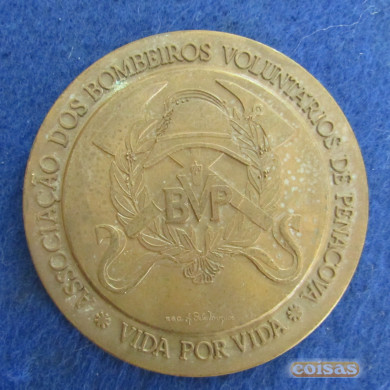 ASSOCIAÇÃO DOS BOMBEIROS VOLUNTÁRIOS DE PENACOVA
* VIDA POR VIDA *
BVP
coisas